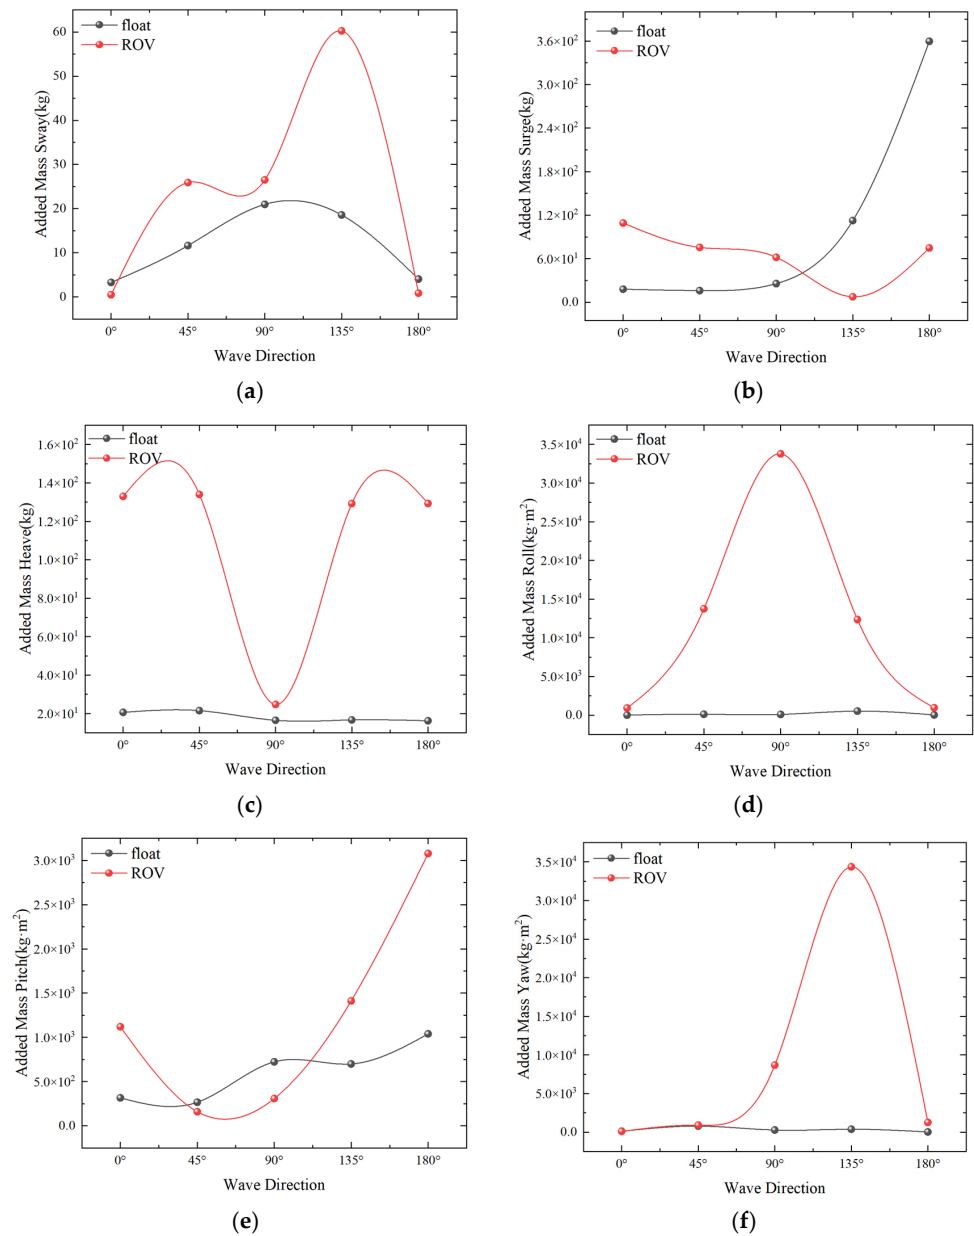 float
ROV
60
50
40
30
20
10
0
Added Mass Sway(kg)
0° 45° 90° 135° 180°
Wave Direction
(a)
float
ROV
3.6×10²
3.0×10²
2.4×10²
1.8×10²
1.2×10²
6.0×10¹
0.0
Added Mass Surge(kg)
0° 45° 90° 135° 180°
Wave Direction
(b)
float
ROV
1.6×10²
1.4×10²
1.2×10²
1.0×10²
8.0×10¹
6.0×10¹
4.0×10¹
2.0×10¹
Added Mass Heave(kg)
0° 45° 90° 135° 180°
Wave Direction
(c)
float
ROV
3.5×10⁴
3.0×10⁴
2.5×10⁴
2.0×10⁴
1.5×10⁴
1.0×10⁴
5.0×10³
0.0
Added Mass Roll(kg·m²)
0° 45° 90° 135° 180°
Wave Direction
(d)
float
ROV
3.0×10³
2.5×10³
2.0×10³
1.5×10³
1.0×10³
5.0×10²
0.0
Added Mass Pitch(kg·m²)
0° 45° 90° 135° 180°
Wave Direction
(e)
float
ROV
3.5×10⁴
3.0×10⁴
2.5×10⁴
2.0×10⁴
1.5×10⁴
1.0×10⁴
5.0×10³
0.0
Added Mass Yaw(kg·m²)
0° 45° 90° 135° 180°
Wave Direction
(f)